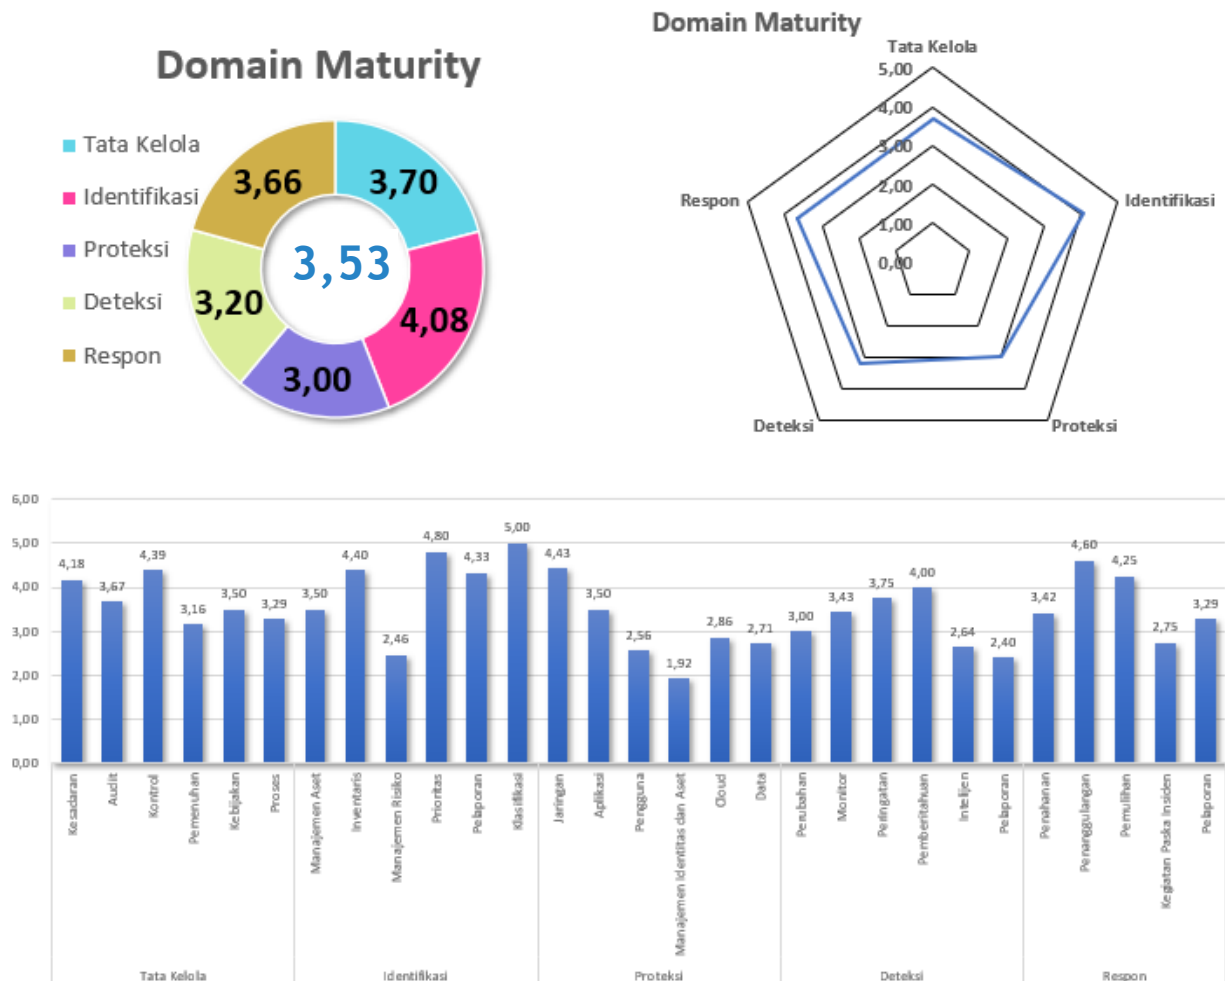 Domain Maturity
Tata Kelola
Identifikasi
Proteksi
Deteksi
Respon
3,70
4,08
3,00
3,20
3,66
3,53
Domain Maturity
Tata Kelola
Identifikasi
Proteksi
Deteksi
Respon
5,00
4,00
3,00
2,00
1,00
0,00
6,00
5,00
4,00
3,00
2,00
1,00
0,00
4,18
3,67
4,39
3,16
3,50
3,29
3,50
4,40
2,46
4,80
4,33
5,00
4,43
3,50
2,56
1,92
2,86
2,71
3,00
3,43
3,75
4,00
2,64
2,40
3,42
4,60
4,25
2,75
3,29
Kesadaran
Audit
Kontrol
Pemenuhan
Kebijakan
Proses
Manajemen Aset
Inventaris
Manajemen Risiko
Prioritas
Pelaporan
Klasifikasi
Jaringan
Aplikasi
Pengguna
Manajemen Identitas dan Aset
Cloud
Data
Perubahan
Monitor
Peringatan
Pemberitahuan
Intelijen
Pelaporan
Penahanan
Penanggulangan
Pemulihan
Kegiatan Paska Insiden
Pelaporan
Tata Kelola
Identifikasi
Proteksi
Deteksi
Respon